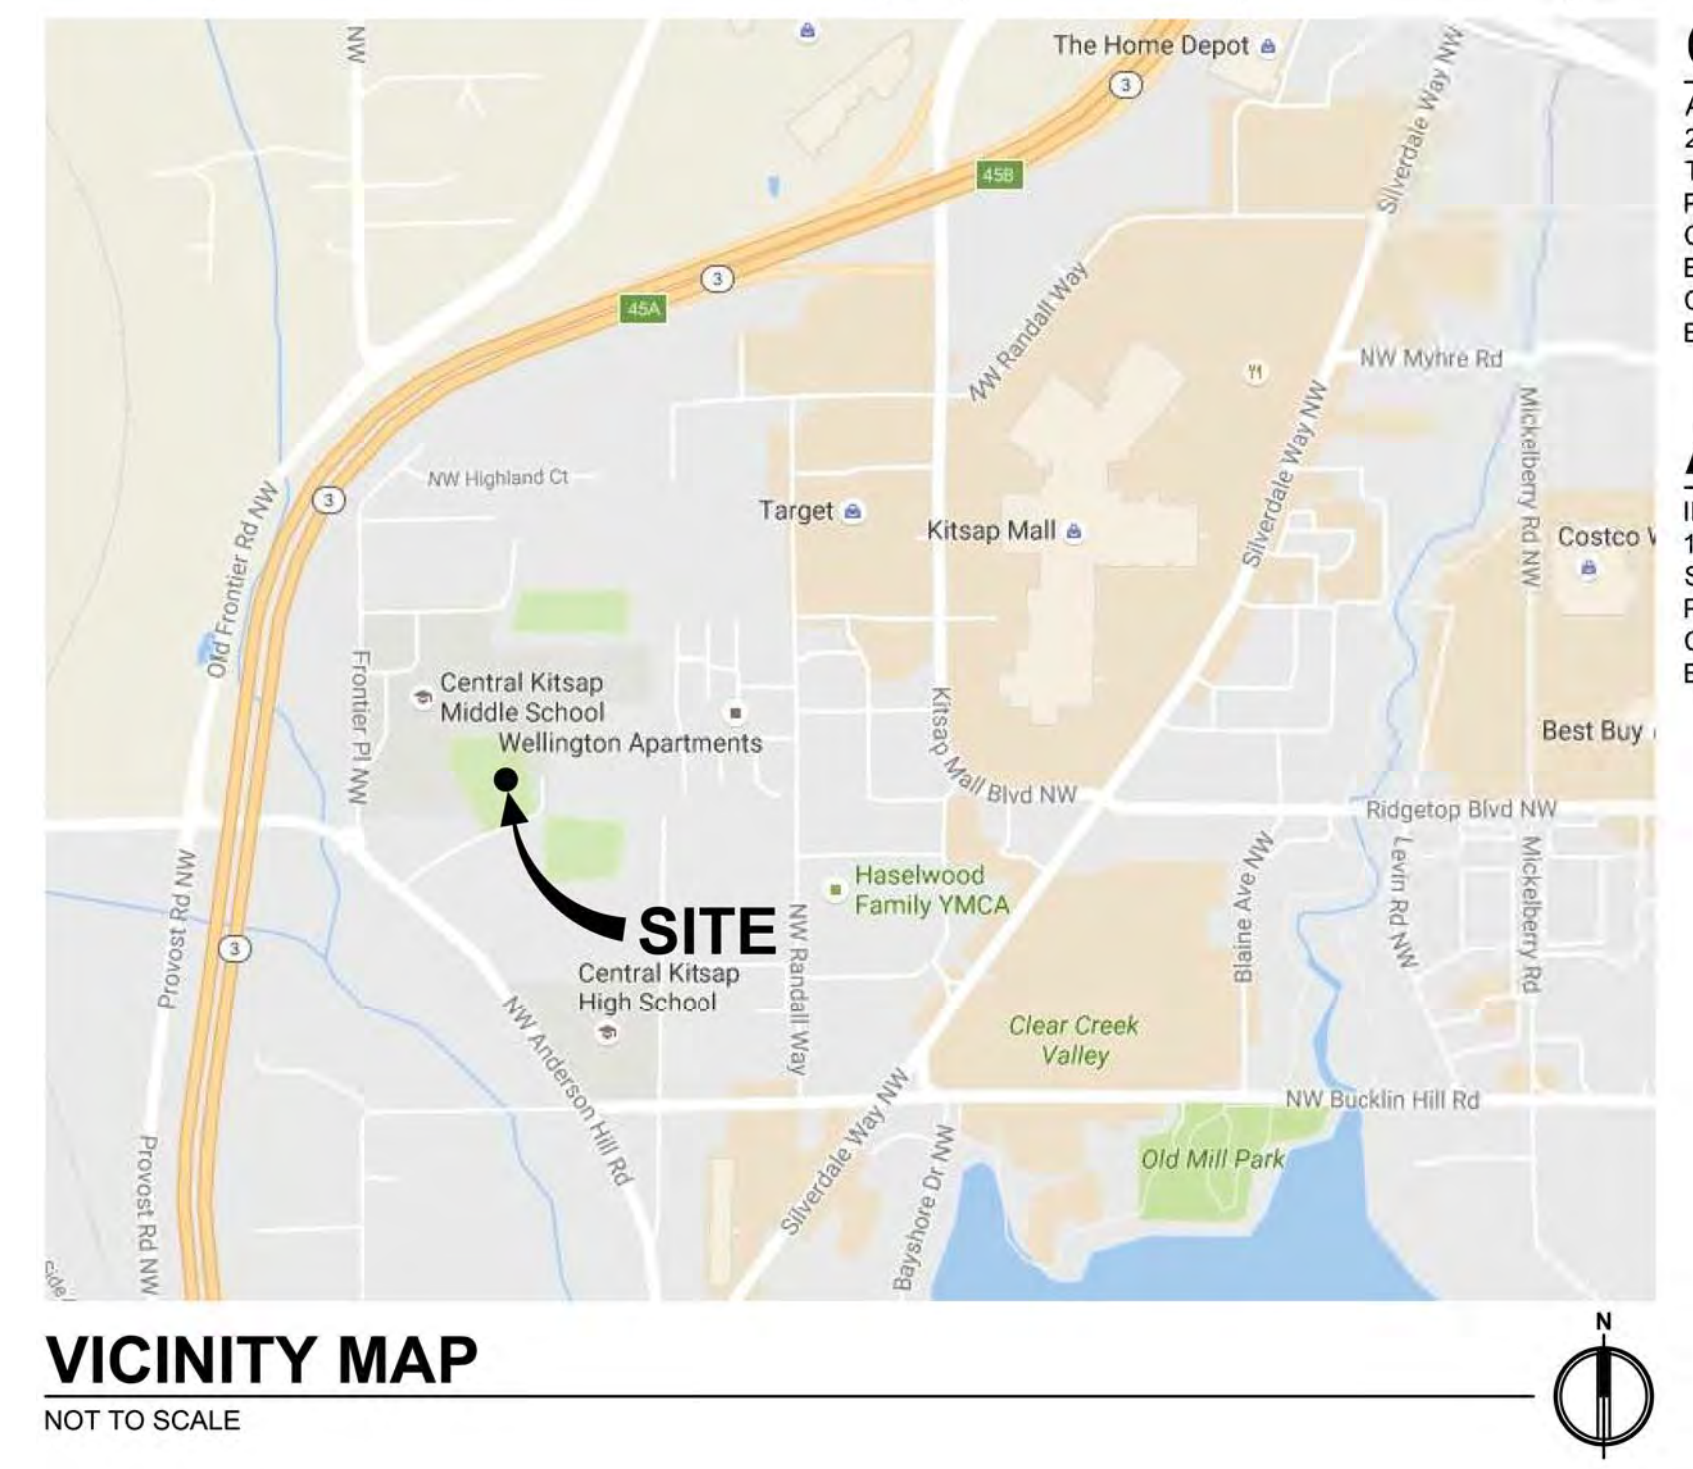 NW
The Home Depot
3
Silverdale Way NW
45B
3
45A
NW Randall Way
NW Myhre Rd
NW Highland Ct
3
Old Frontier Rd NW
Target
Kitsap Mall
Silverdale Way NW
Mickelberry Rd NW
Costco
Frontier Pl NW
Central Kitsap
Middle School
Wellington Apartments
Kitsap Mall Blvd NW
Best Buy
Ridgetop Blvd NW
Provost Rd NW
3
SITE
Haselwood
Family YMCA
Blaine Ave NW
Levin Rd NW
Mickelberry Rd
Central Kitsap
High School
NW Randall Way
NW Anderson Hill Rd
Clear Creek
Valley
NW Bucklin Hill Rd
Old Mill Park
Silverdale Way NW
Bayshore Dr NW
Provost Rd NW
VICINITY MAP
NOT TO SCALE
N